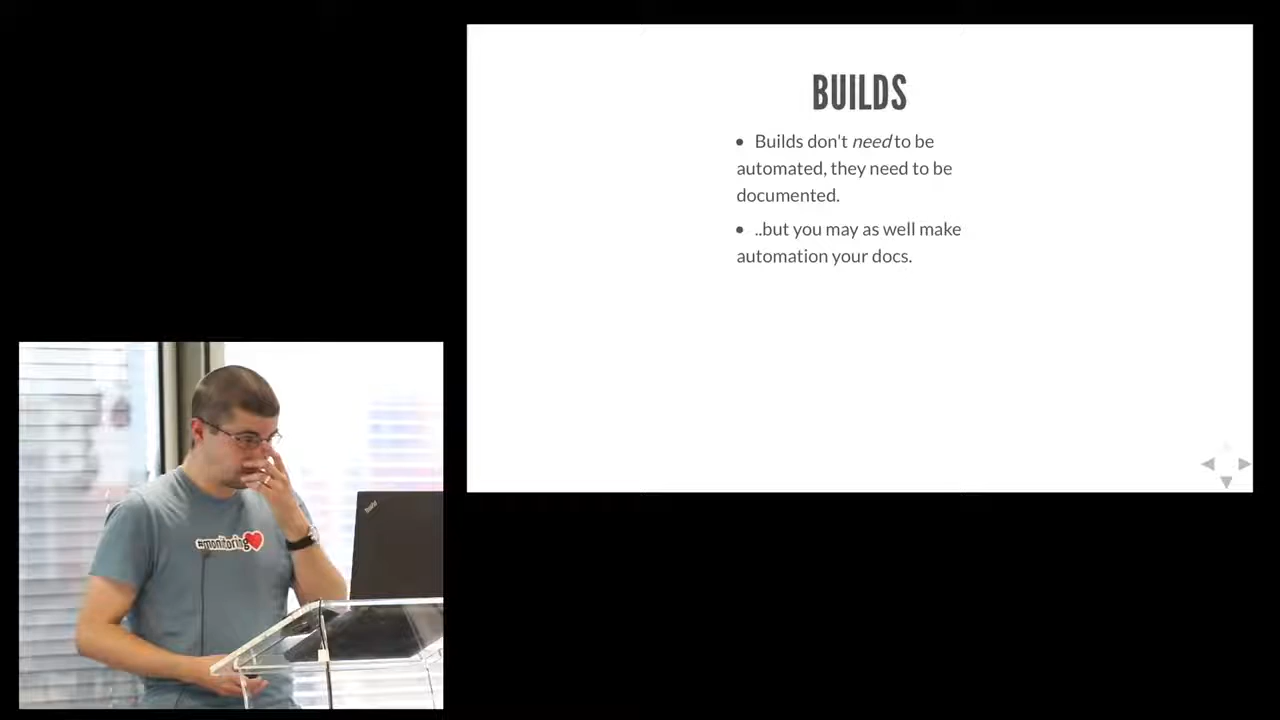 BUILDS
• Builds don't need to be
automated, they need to be
documented.
• ..but you may as well make
automation your docs.
#monitoring